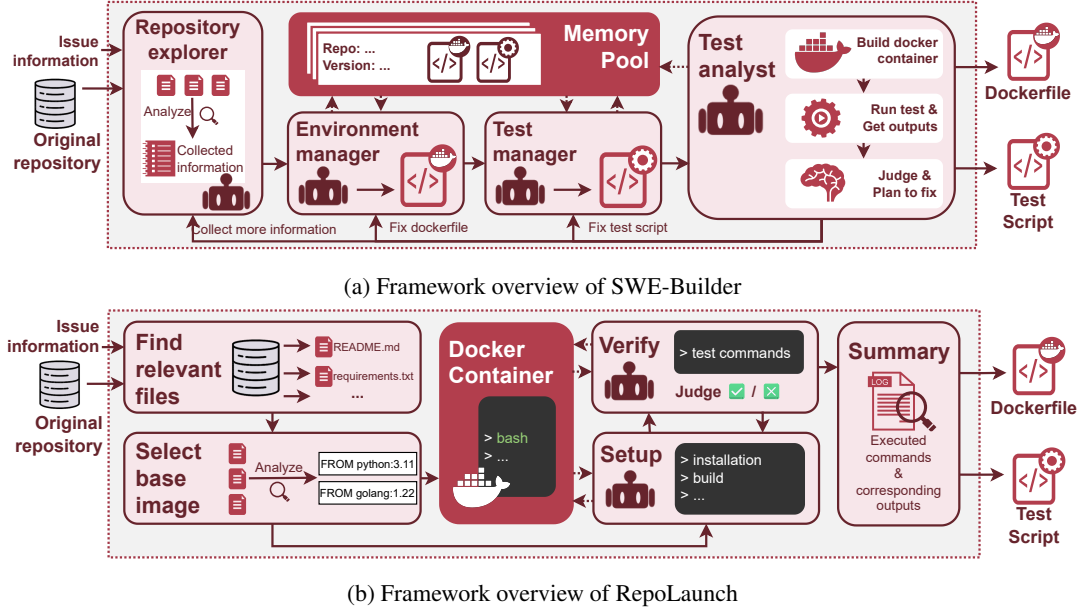 Issue
information
Original
repository
Repository
explorer
Analyze
Collected
information
Repo: ...
Version: ...
</>
</>
Memory
Pool
Environment
manager
</>
Test
manager
</>
Test
analyst
Build docker
container
Run test &
Get outputs
Judge &
Plan to fix
</>
Dockerfile
</>
Test
Script
Collect more information
Fix dockerfile
Fix test script
(a) Framework overview of SWE-Builder
Issue
information
Original
repository
Find
relevant
files
README.md
requirements.txt
...
Select
base
image
Analyze
FROM python:3.11
FROM golang:1.22
Docker
Container
> bash
> ...
Verify
> test commands
Judge ✅ / ❎
Setup
> installation
> build
> ...
Summary
LOG
Executed
commands
&
corresponding
outputs
</>
Dockerfile
</>
Test
Script
(b) Framework overview of RepoLaunch